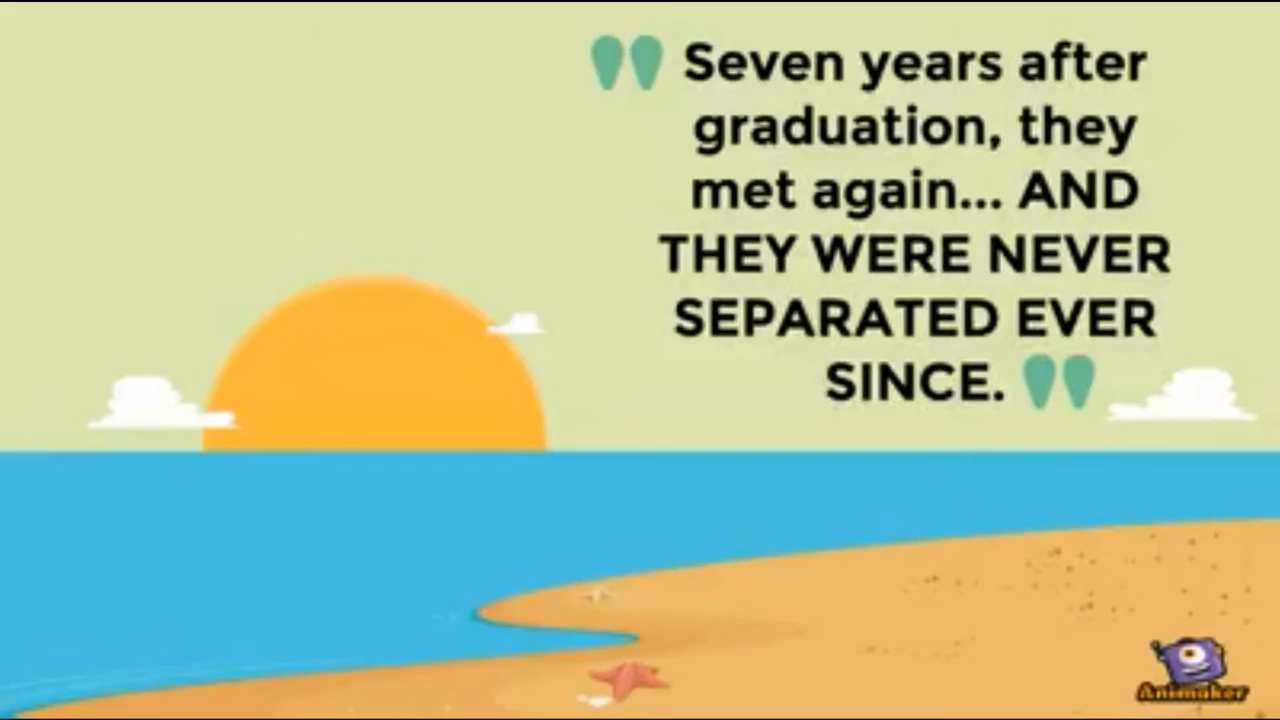 Seven years after
graduation, they
met again... AND
THEY WERE NEVER
SEPARATED EVER
SINCE.
Animaker